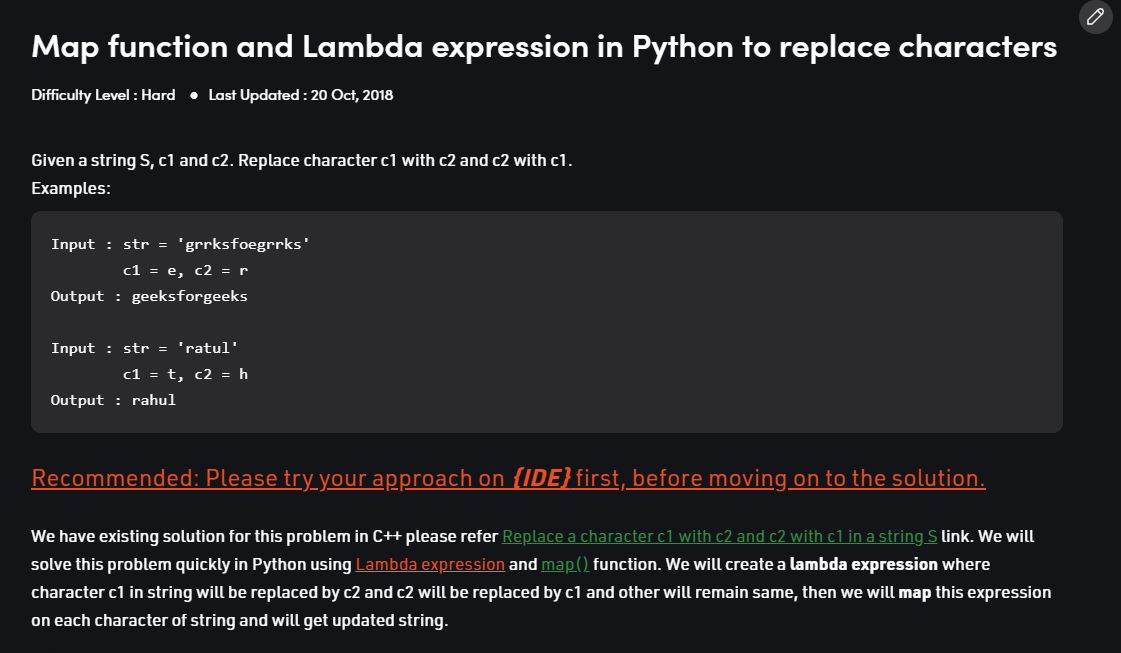 Map function and Lambda expression in Python to replace characters
Difficulty Level : Hard ● Last Updated : 20 Oct, 2018
Given a string S, c1 and c2. Replace character c1 with c2 and c2 with c1.
Examples:
Input : str = 'grrksfoegrrks'
c1 = e, c2 = r
Output : geeksforgeeks
Input : str = 'ratul'
c1 = t, c2 = h
Output : rahul
Recommended: Please try your approach on {IDE} first, before moving on to the solution.
We have existing solution for this problem in C++ please refer Replace a character c1 with c2 and c2 with c1 in a string S link. We will
solve this problem quickly in Python using Lambda expression and map() function. We will create a lambda expression where
character c1 in string will be replaced by c2 and c2 will be replaced by c1 and other will remain same, then we will map this expression
on each character of string and will get updated string.